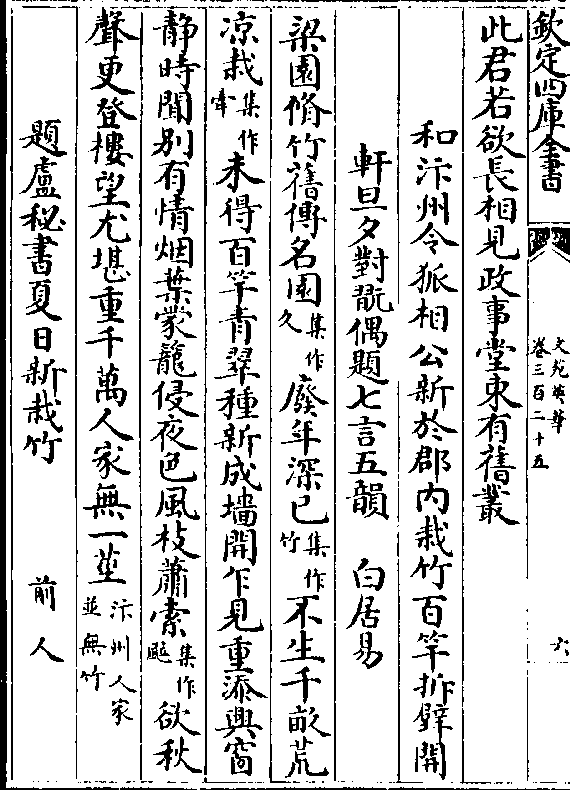 欽定四庫全書
文苑英華
卷三百二十五
六
此君若欲長相見政事堂東有舊叢
和汴州令狐相公新於郡内栽竹百竿拆壁開
軒旦夕對翫偶題七言五韻　白居易
梁園脩竹舊傳名園集作久廢年深已集作竹不生千畝荒
凉栽集作牢未得百竿青翠種新成墻開乍見重添興窗
静時聞别有情烟葉蒙籠侵夜色風枝蕭索集作颼欲秋
聲更登樓望尤堪重千萬人家無一莖汴州人家並無竹
題盧秘書夏日新栽竹　前人